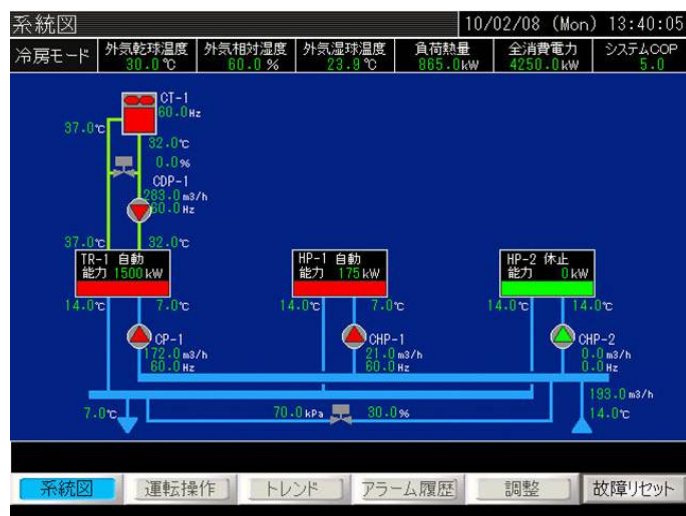 系統図 10/02/08 (Mon) 13:40:05
冷房モード 外気乾球温度 外気相対湿度 外気湿球温度 負荷熱量 全消費電力 システムCOP
30.0℃ 60.0% 23.9℃ 865.0kW 4250.0kW 5.0
CT-1
60.0Hz
37.0℃
32.0℃
0.0%
CDP-1
283.0m3/h
60.0Hz
37.0℃ 32.0℃
TR-1 自動 HP-1 自動 HP-2 休止
能力 1500kW 能力 175kW 能力 0kW
14.0℃ 7.0℃ 14.0℃ 7.0℃ 14.0℃ 14.0℃
CP-1 CHP-1 CHP-2
172.0m3/h 21.0m3/h 0.0m3/h
60.0Hz 60.0Hz 0.0Hz
193.0m3/h
7.0℃ 70.0kPa 30.0% 14.0℃
系統図 運転操作 トレンド アラーム履歴 調整 故障リセット